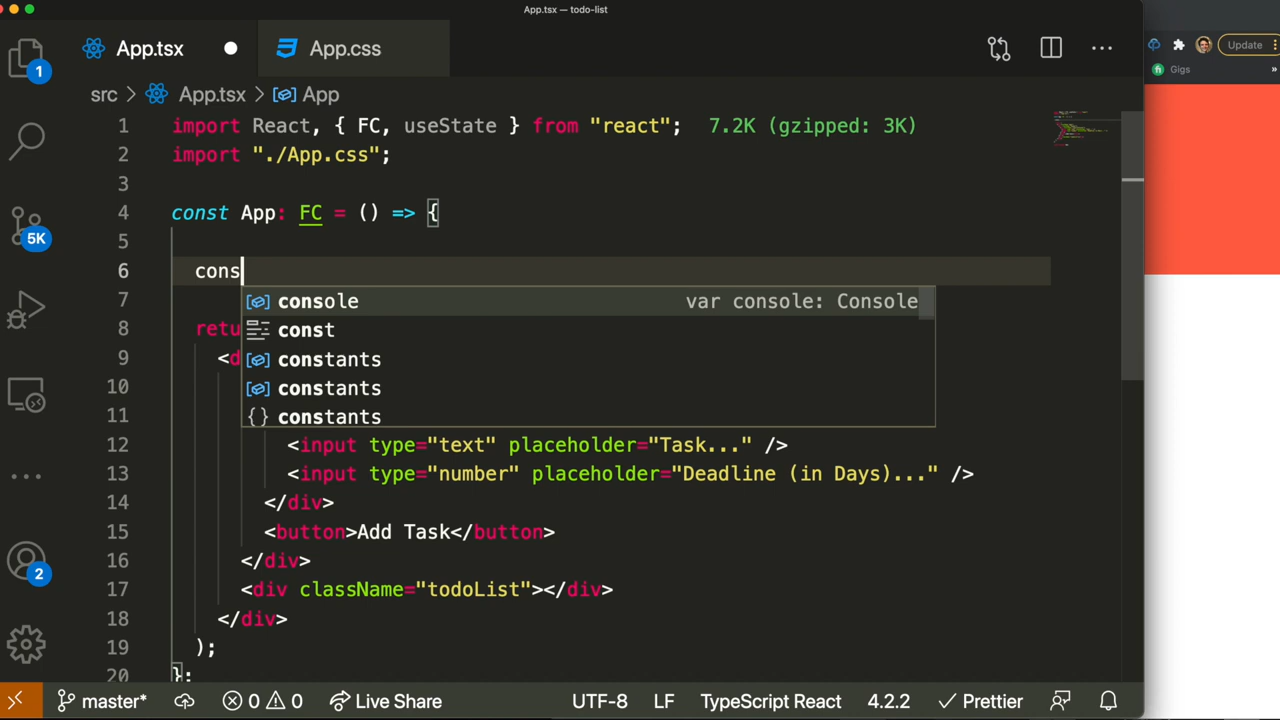 App.tsx — todo-list
App.tsx
App.css
Update
Gigs
»
1
5K
2
src > App.tsx > App
1 import React, { FC, useState } from "react"; 7.2K (gzipped: 3K)
2 import "./App.css";
3
4 const App: FC = () => {
5
6 cons
console var console: Console
const
constants
constants
{} constants
7
8 retu
9 <d
10
11
12 <input type="text" placeholder="Task..." />
13 <input type="number" placeholder="Deadline (in Days)..." />
14 </div>
15 <button>Add Task</button>
16 </div>
17 <div className="todoList"></div>
18 </div>
19 );
20 };
master* 0 0 Live Share UTF-8 LF TypeScript React 4.2.2 Prettier